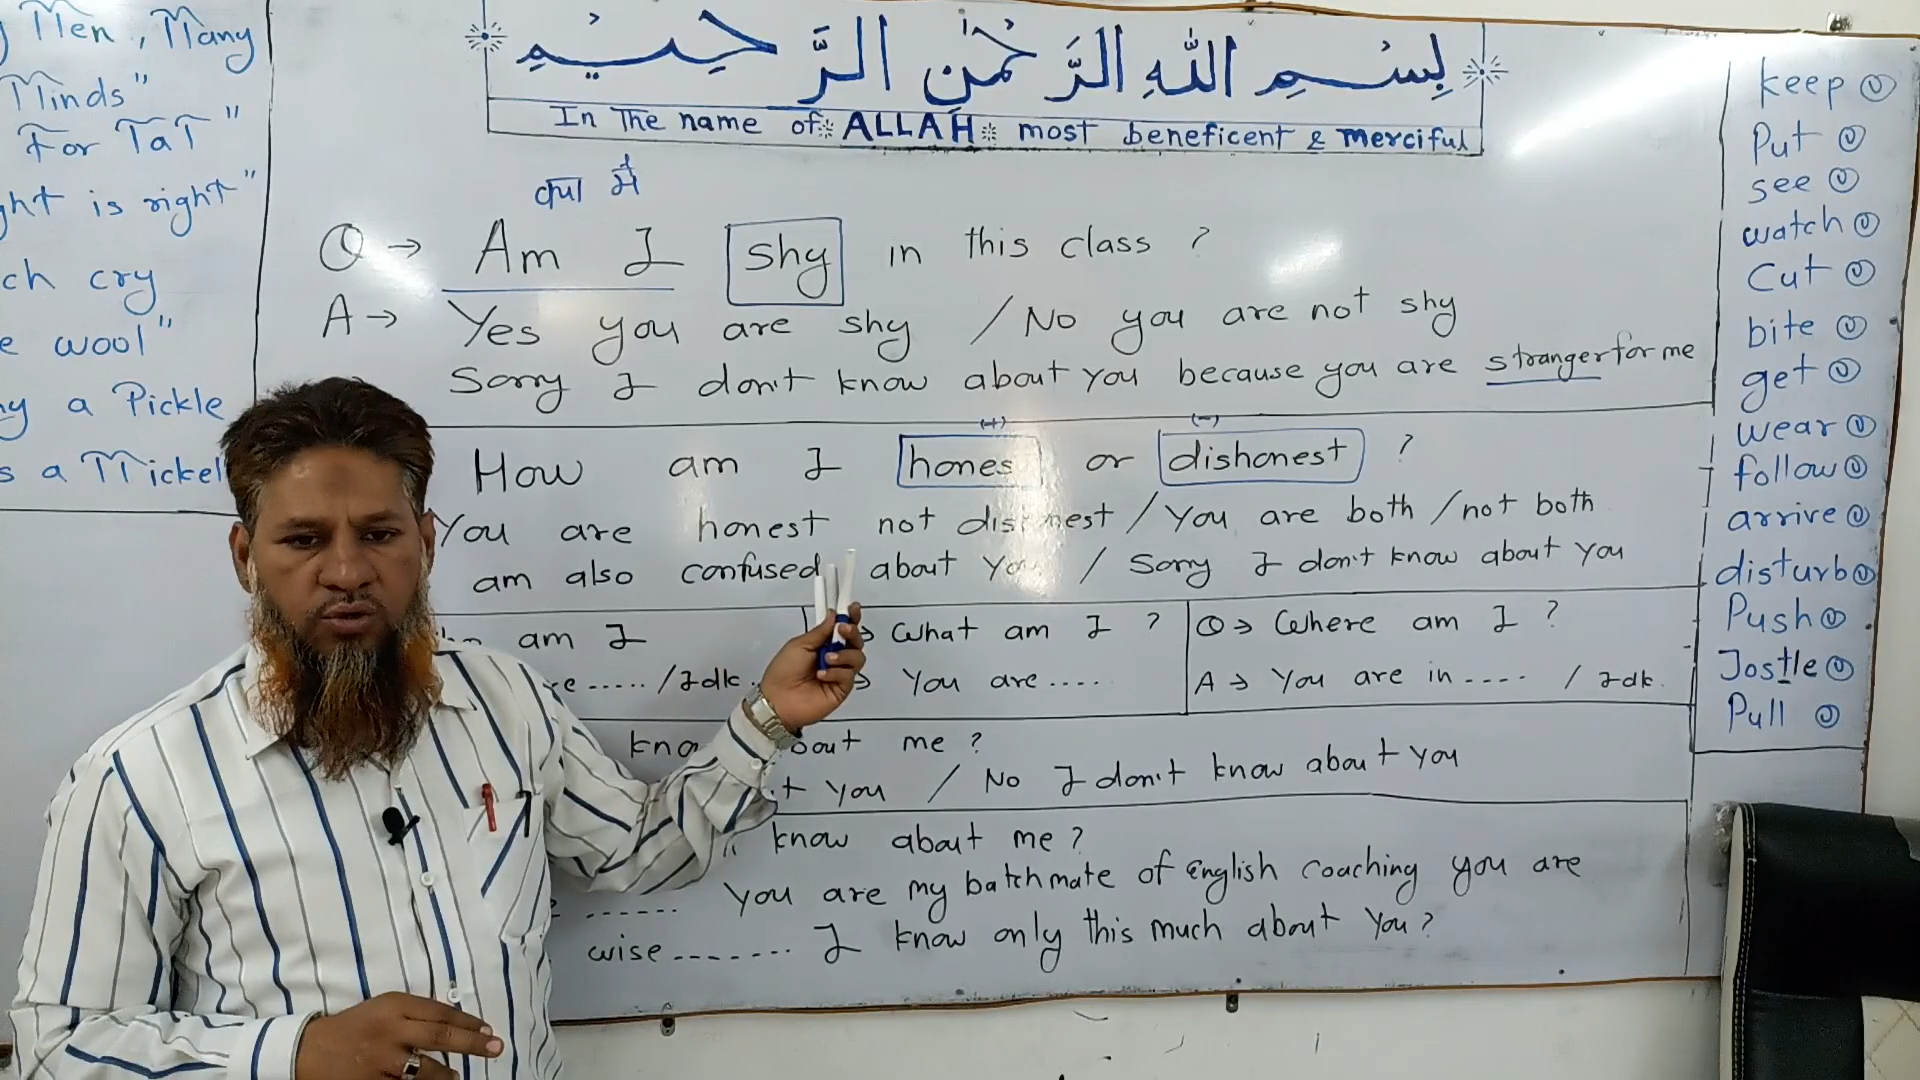 Men, Many
Minds"
For TaT"
ght is right"
ch cry
wool"
a Pickle
a Mickel
بِسْمِ اللهِ الرَّحْمٰنِ الرَّحِيْمِ
In The name of ALLAH most beneficent & merciful
क्या मैं
Q → Am I shy in this class ?
A → Yes you are shy / No you are not shy
Sorry I don't know about you because you are stranger for me
(+) (-)
How am I hones or dishonest ?
You are honest not dishonest / You are both / not both
am also confused about you / Sorry I don't know about you
am I
..... / Idk.
What am I ?
You are ....
Q → Where am I ?
A → You are in .... / Idk.
know about me ?
You / No I don't know about you
know about me ?
...... You are my batchmate of English coaching you are
wise ....... I know only this much about you ?
keep ⓥ
Put ⓥ
see ⓥ
watch ⓥ
Cut ⓥ
bite ⓥ
get ⓥ
wear ⓥ
follow ⓥ
arrive ⓥ
disturb ⓥ
Push ⓥ
Jostle ⓥ
Pull ⓥ